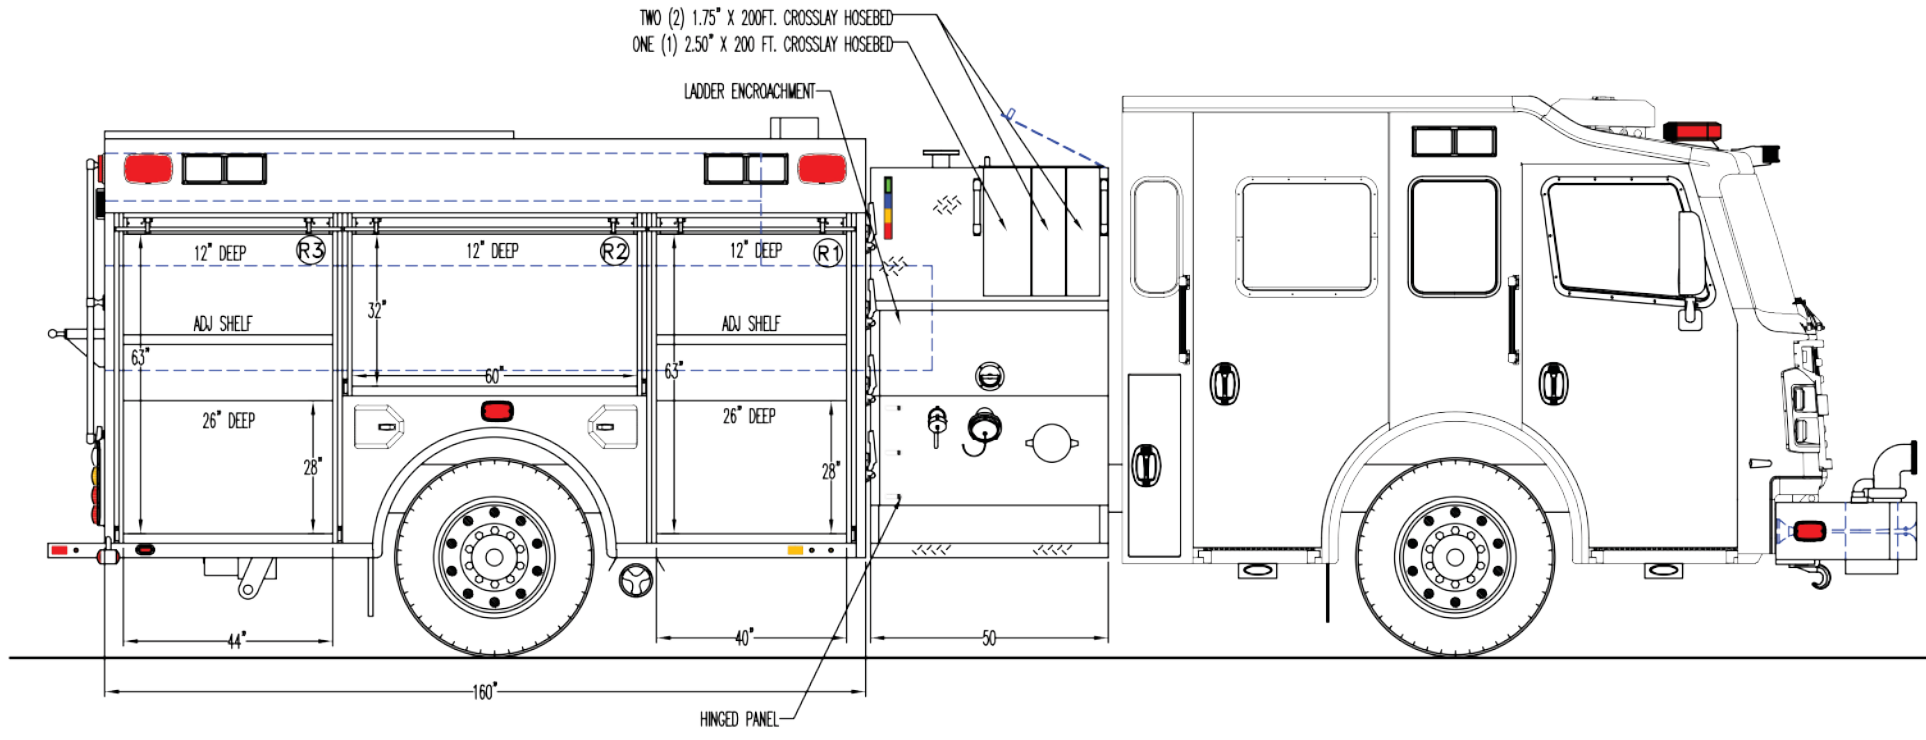 TWO (2) 1.75" X 200FT. CROSSLAY HOSEBED
ONE (1) 2.50" X 200 FT. CROSSLAY HOSEBED
LADDER ENCROACHMENT
12" DEEP
R3
12" DEEP
R2
12" DEEP
R1
32"
ADJ SHELF
ADJ SHELF
63"
60"
63"
26" DEEP
26" DEEP
28"
28"
44"
40"
50
160"
HINGED PANEL